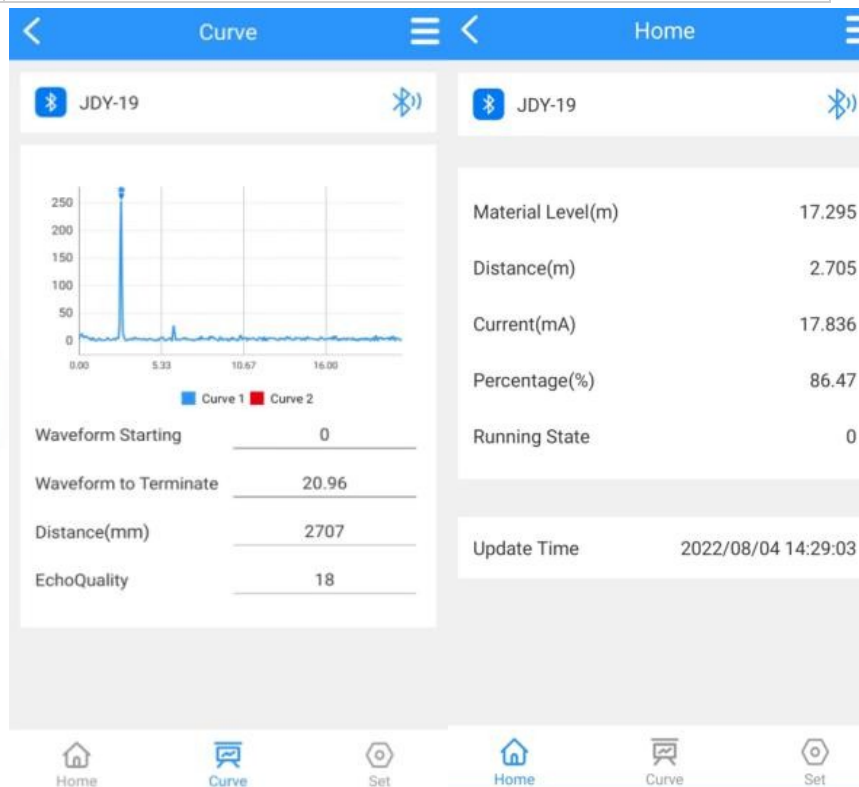 Curve
JDY-19
250
200
150
100
50
0
0.00 5.33 10.67 16.00
Curve 1 Curve 2
Waveform Starting 0
Waveform to Terminate 20.96
Distance(mm) 2707
EchoQuality 18
Home Curve Set
Home
JDY-19
Material Level(m) 17.295
Distance(m) 2.705
Current(mA) 17.836
Percentage(%) 86.47
Running State 0
Update Time 2022/08/04 14:29:03
Home Curve Set